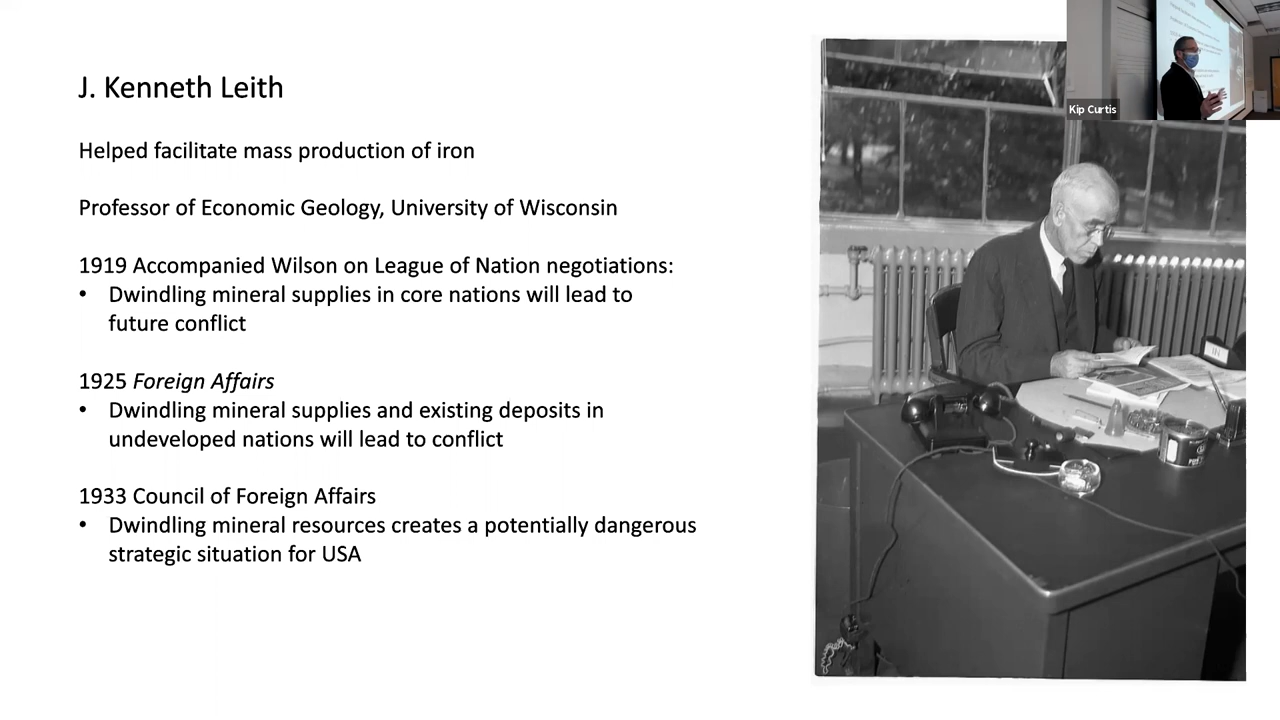 J. Kenneth Leith
Helped facilitate mass production of iron
Professor of Economic Geology, University of Wisconsin
1919 Accompanied Wilson on League of Nation negotiations:
• Dwindling mineral supplies in core nations will lead to
future conflict
1925 Foreign Affairs
• Dwindling mineral supplies and existing deposits in
undeveloped nations will lead to conflict
1933 Council of Foreign Affairs
• Dwindling mineral resources creates a potentially dangerous
strategic situation for USA
Kip Curtis
IN